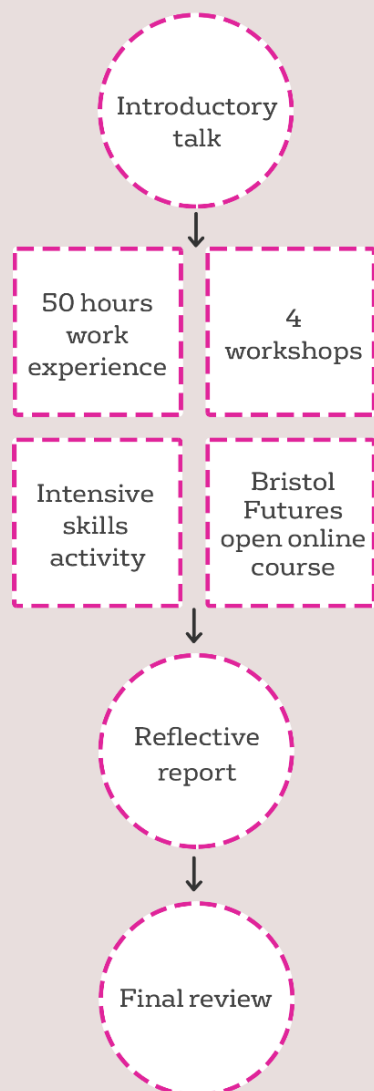 Introductory
talk
50 hours
work
experience
4
workshops
Intensive
skills
activity
Bristol
Futures
open online
course
Reflective
report
Final review